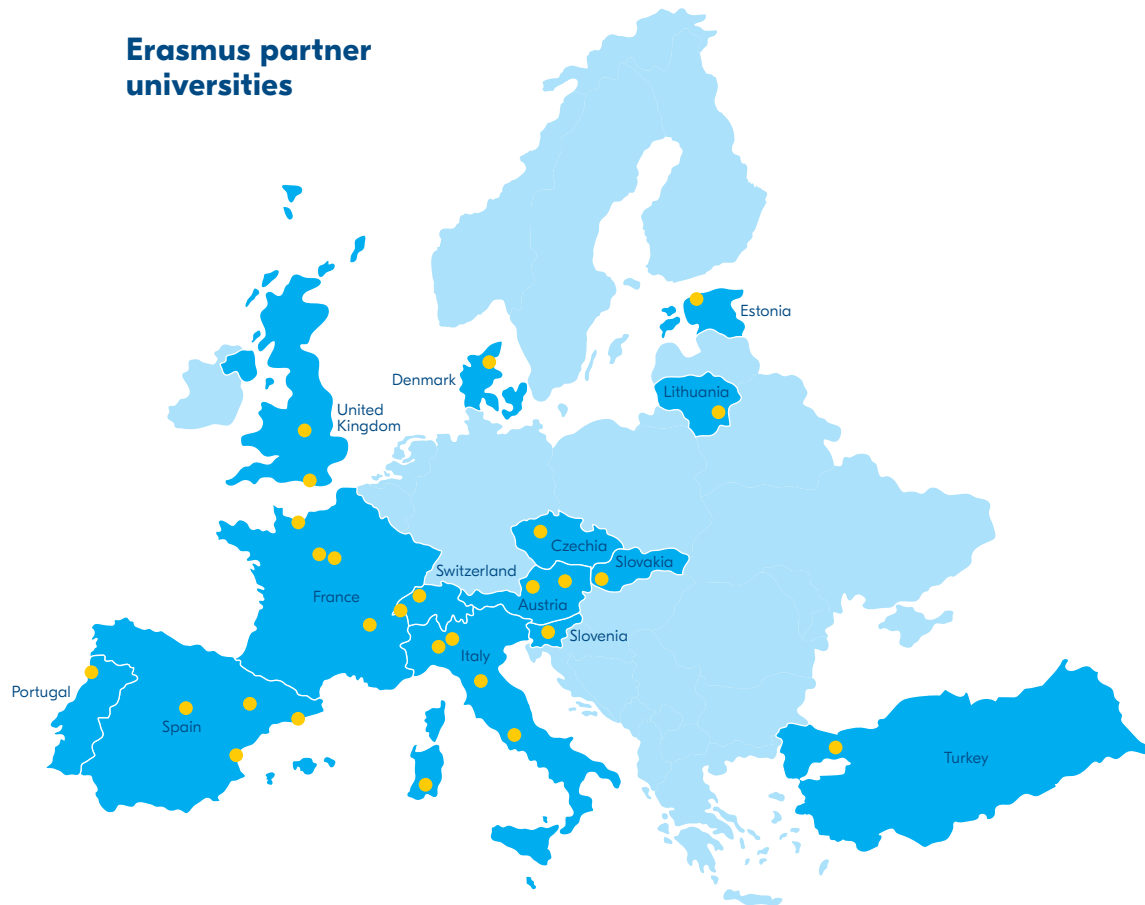 Erasmus partner
universities
Estonia
Denmark
Lithuania
United
Kingdom
Czechia
Slovakia
Switzerland
France
Austria
Slovenia
Italy
Portugal
Spain
Turkey